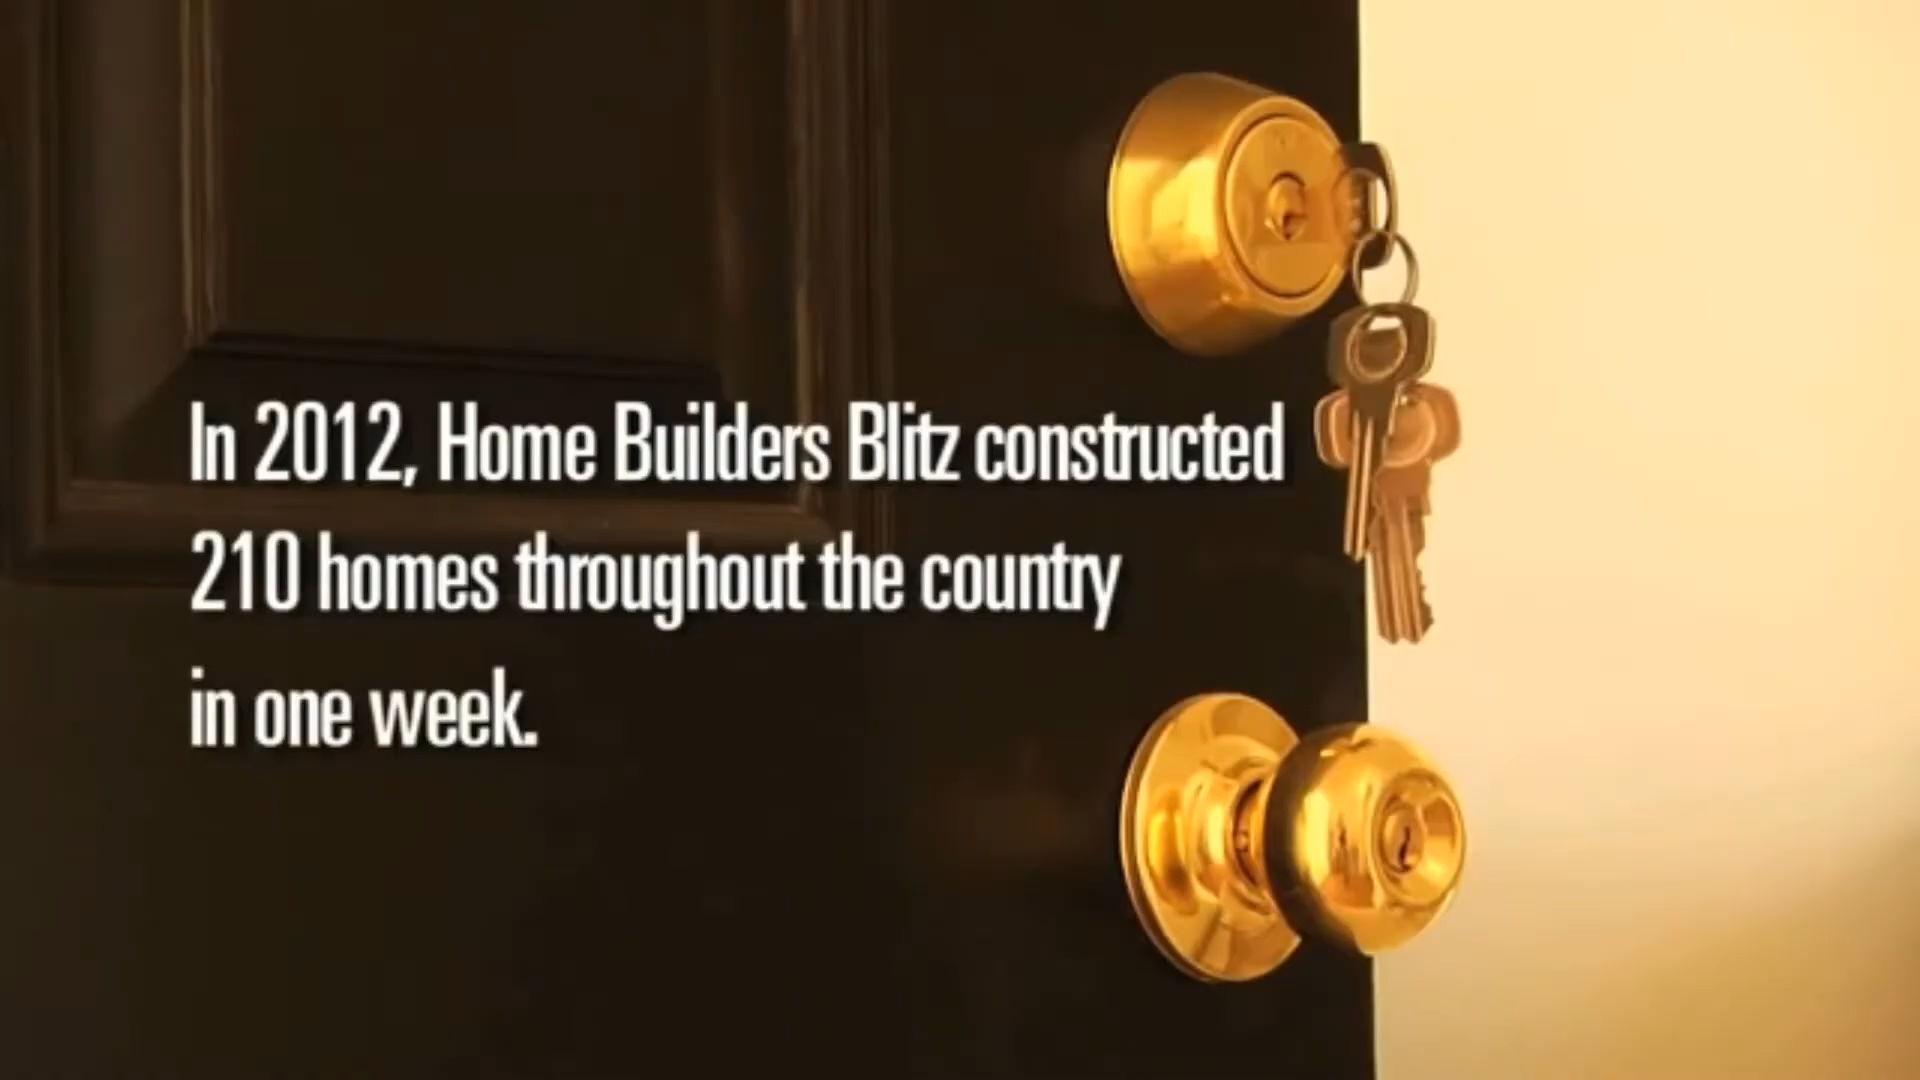 In 2012, Home Builders Blitz constructed
210 homes throughout the country
in one week.